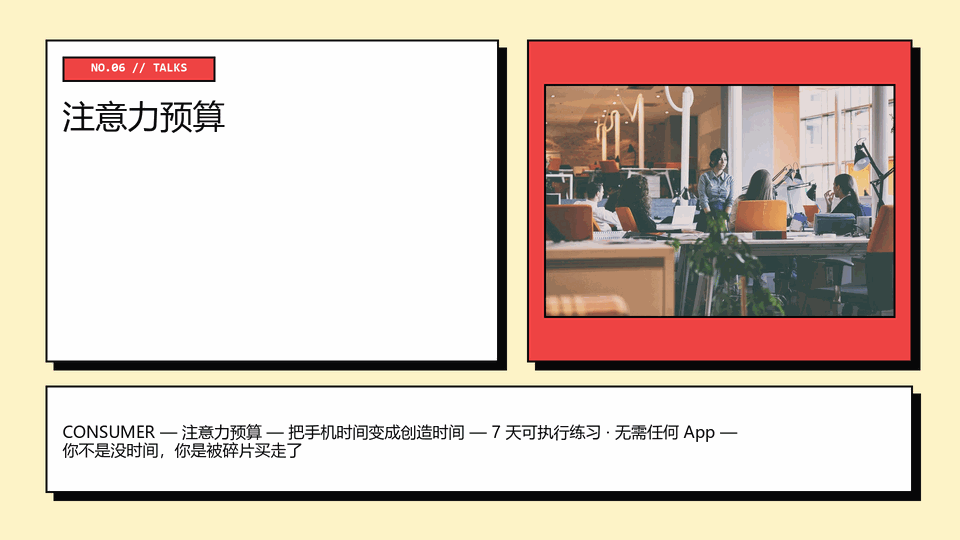 NO.06 // TALKS
注意力预算
CONSUMER — 注意力预算 — 把手机时间变成创造时间 — 7 天可执行练习 · 无需任何 App —
你不是没时间，你是被碎片买走了